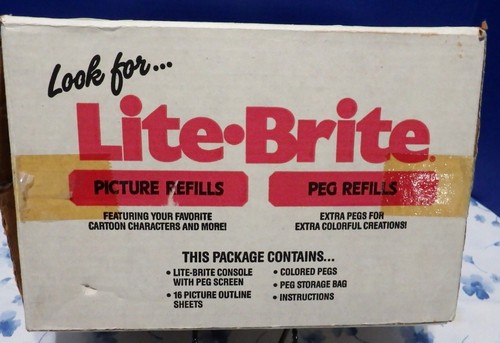 Look for...
Lite•Brite
PICTURE REFILLS
PEG REFILLS
FEATURING YOUR FAVORITE
CARTOON CHARACTERS AND MORE!
EXTRA PEGS FOR
EXTRA COLORFUL CREATIONS!
THIS PACKAGE CONTAINS...
• LITE-BRITE CONSOLE
WITH PEG SCREEN
• 16 PICTURE OUTLINE
SHEETS
• COLORED PEGS
• PEG STORAGE BAG
• INSTRUCTIONS